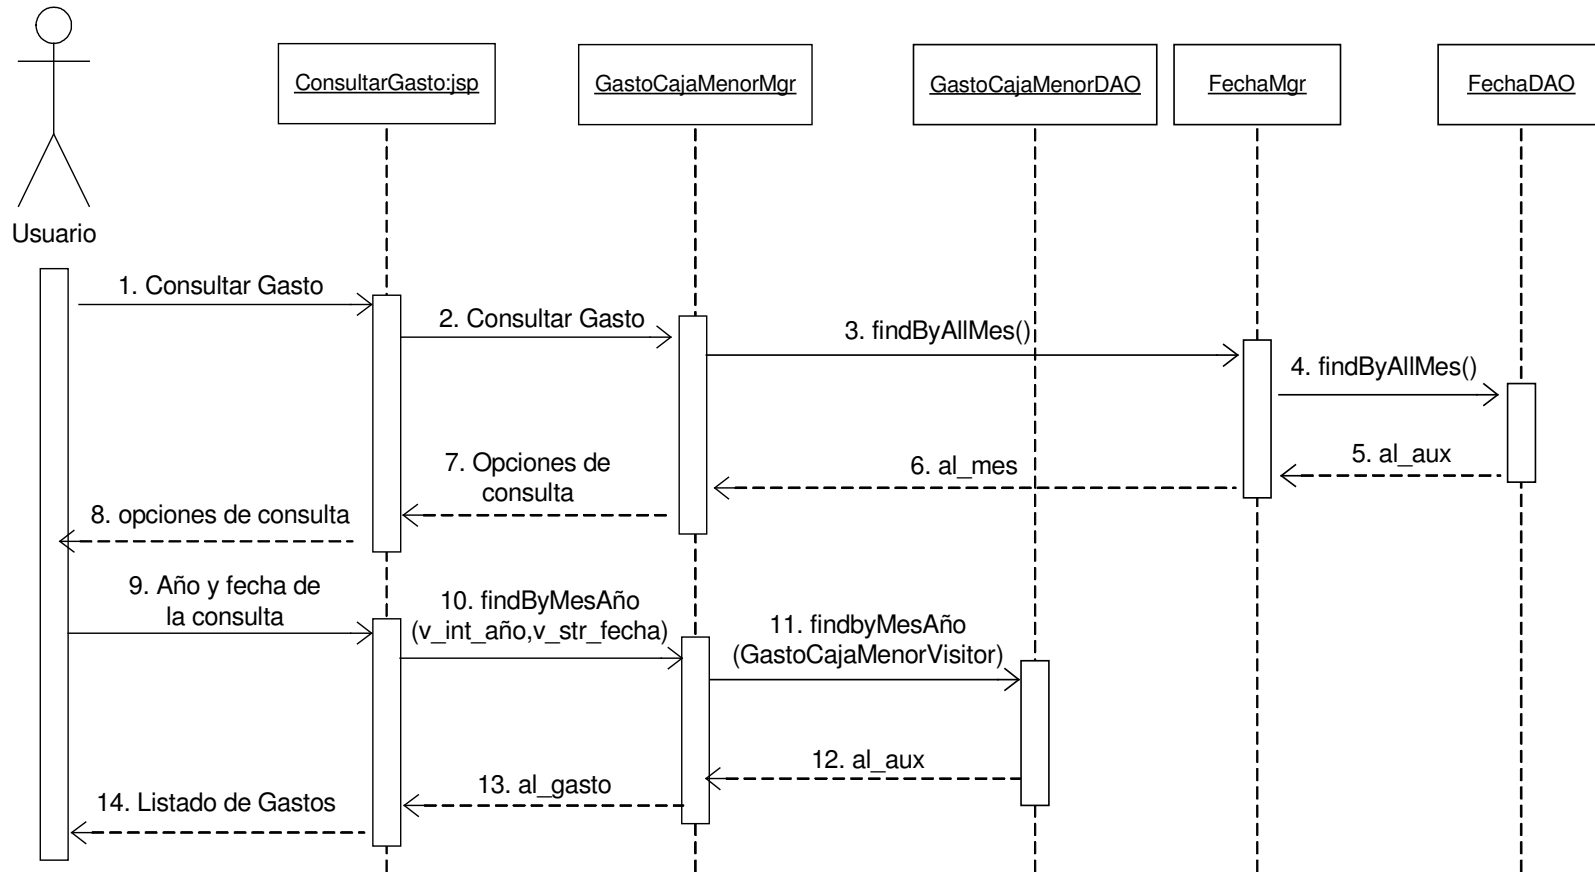 ConsultarGasto:jsp
GastoCajaMenorMgr
GastoCajaMenorDAO
FechaMgr
FechaDAO
Usuario
1. Consultar Gasto
2. Consultar Gasto
3. findByAllMes()
4. findByAllMes()
5. al_aux
6. al_mes
7. Opciones de
consulta
8. opciones de consulta
9. Año y fecha de
la consulta
10. findByMesAño
(v_int_año,v_str_fecha)
11. findbyMesAño
(GastoCajaMenorVisitor)
12. al_aux
13. al_gasto
14. Listado de Gastos